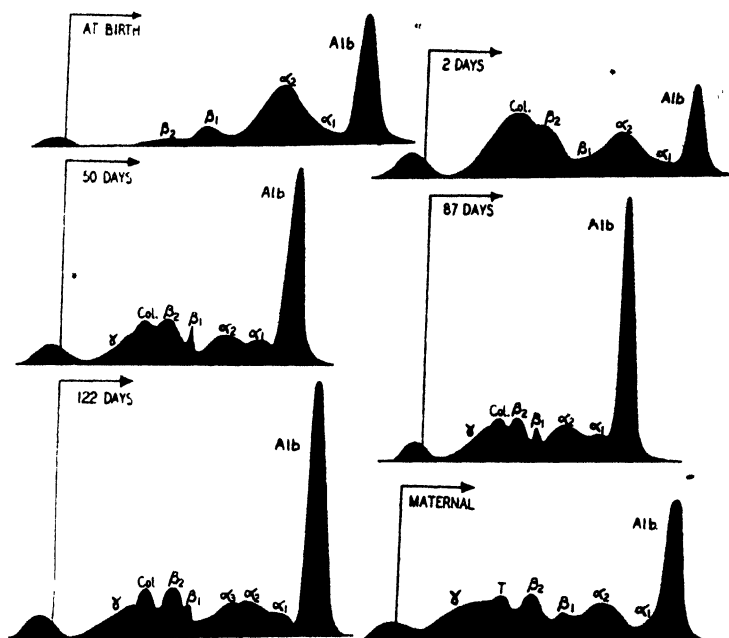 AT BIRTH
β₂ β₁ α₂ α₁ Alb
2 DAYS
Col. β₂ β₁ α₂ α₁ Alb
50 DAYS
γ Col. β₂ β₁ α₂ α₁ Alb
87 DAYS
γ Col. β₂ β₁ α₂ α₁ Alb
122 DAYS
γ Col β₂ β₁ α₃ α₂ α₁ Alb
MATERNAL
γ T β₂ β₁ α₂ α₁ Alb.